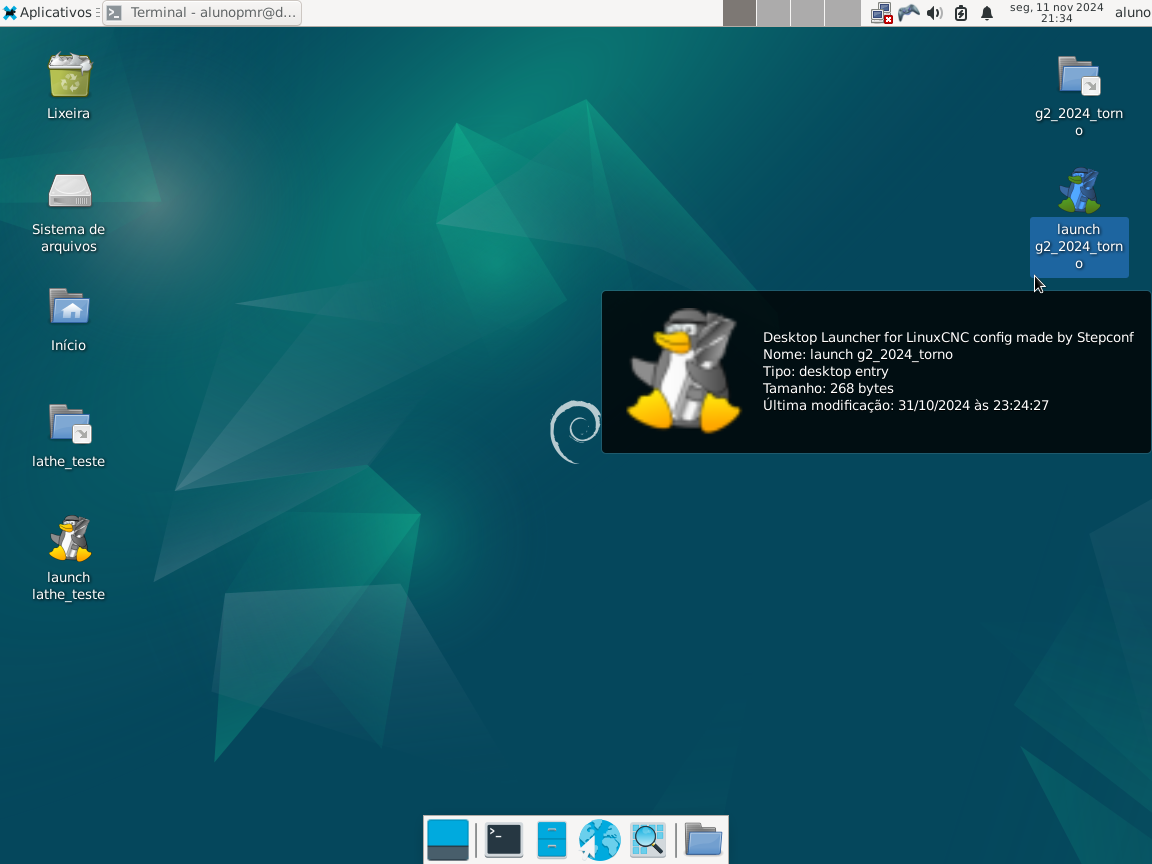 Aplicativos
Terminal - alunopmr@d...
seg, 11 nov 2024
21:34
aluno
Lixeira
Sistema de
arquivos
Início
lathe_teste
launch
lathe_teste
g2_2024_torn
o
launch
g2_2024_torn
o
Desktop Launcher for LinuxCNC config made by Stepconf
Nome: launch g2_2024_torno
Tipo: desktop entry
Tamanho: 268 bytes
Última modificação: 31/10/2024 às 23:24:27